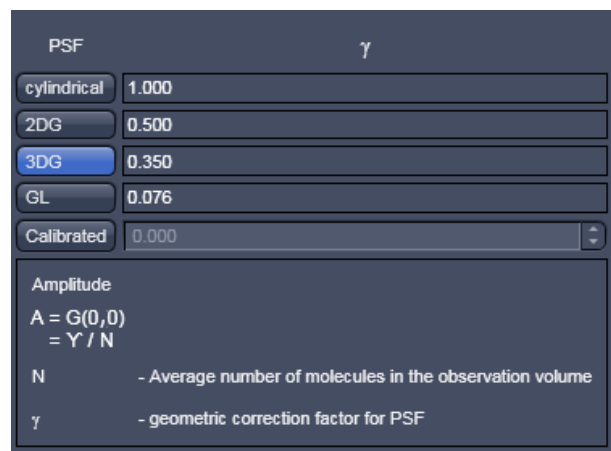 PSF γ
cylindrical 1.000
2DG 0.500
3DG 0.350
GL 0.076
Calibrated 0.000
Amplitude
A = G(0,0)
= ϒ / N
N - Average number of molecules in the observation volume
γ - geometric correction factor for PSF